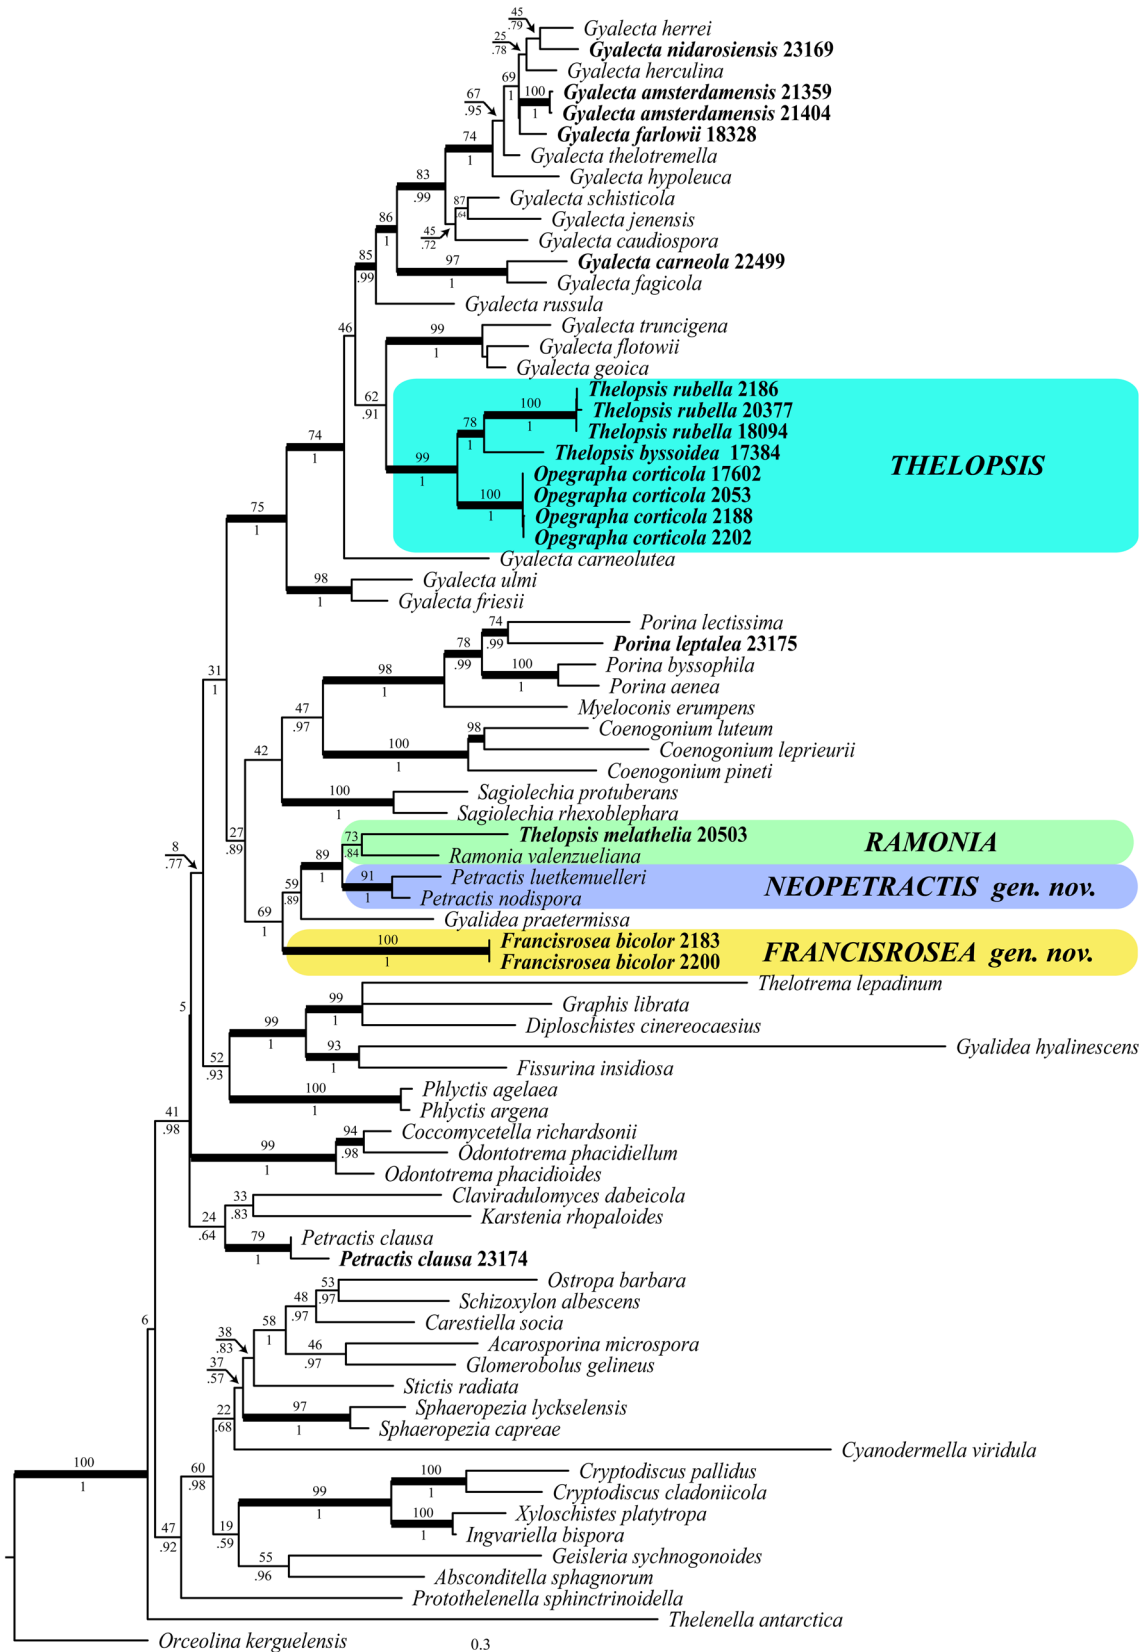 45
.79
Gyalecta herrei
25
.78
Gyalecta nidarosiensis 23169
Gyalecta herculina
69
1
100
1
Gyalecta amsterdamensis 21359
Gyalecta amsterdamensis 21404
67
.95
Gyalecta farlowii 18328
74
1
Gyalecta thelotremella
Gyalecta hypoleuca
83
.99
87
.64
Gyalecta schisticola
Gyalecta jenensis
45
.72
Gyalecta caudiospora
86
1
97
1
Gyalecta carneola 22499
Gyalecta fagicola
85
.99
Gyalecta russula
46
99
1
Gyalecta truncigena
Gyalecta flotowii
Gyalecta geoica
62
.91
100
1
Thelopsis rubella 2186
Thelopsis rubella 20377
Thelopsis rubella 18094
78
1
Thelopsis byssoidea 17384
99
1
THELOPSIS
Opegrapha corticola 17602
Opegrapha corticola 2053
100
1
Opegrapha corticola 2188
Opegrapha corticola 2202
74
1
Gyalecta carneolutea
75
1
98
1
Gyalecta ulmi
Gyalecta friesii
74
.99
Porina lectissima
Porina leptalea 23175
78
.99
100
1
Porina byssophila
Porina aenea
98
1
Myeloconis erumpens
31
1
47
.97
98
Coenogonium luteum
Coenogonium leprieurii
100
1
Coenogonium pineti
42
100
1
Sagiolechia protuberans
Sagiolechia rhexoblephara
27
.89
73
.84
Thelopsis melathelia 20503
Ramonia valenzueliana
RAMONIA
8
.77
89
1
91
1
Petractis luetkemuelleri
Petractis nodispora
NEOPETRACTIS gen. nov.
59
.89
Gyalidea praetermissa
69
1
100
1
Francisrosea bicolor 2183
Francisrosea bicolor 2200
FRANCISROSEA gen. nov.
Thelotrema lepadinum
99
1
Graphis librata
Diploschistes cinereocaesius
5
99
1
93
1
Gyalidea hyalinescens
Fissurina insidiosa
52
.93
100
1
Phlyctis agelaea
Phlyctis argena
41
.98
94
.98
Coccomycetella richardsonii
Odontotrema phacidiellum
99
1
Odontotrema phacidioides
33
.83
Claviradulomyces dabeicola
Karstenia rhopaloides
24
.64
79
1
Petractis clausa
Petractis clausa 23174
53
.97
Ostropa barbara
Schizoxylon albescens
48
.97
Carestiella socia
58
1
46
.97
Acarosporina microspora
Glomerobolus gelineus
6
38
.83
Stictis radiata
37
.57
97
1
Sphaeropezia lyckselensis
Sphaeropezia capreae
22
.68
Cyanodermella viridula
100
1
60
.98
100
1
Cryptodiscus pallidus
Cryptodiscus cladoniicola
99
1
100
1
Xyloschistes platytropa
Ingvariella bispora
47
.92
19
.59
55
.96
Geisleria sychnogonoides
Absconditella sphagnorum
Protothelenella sphinctrinoidella
Thelenella antarctica
Orceolina kerguelensis
0.3